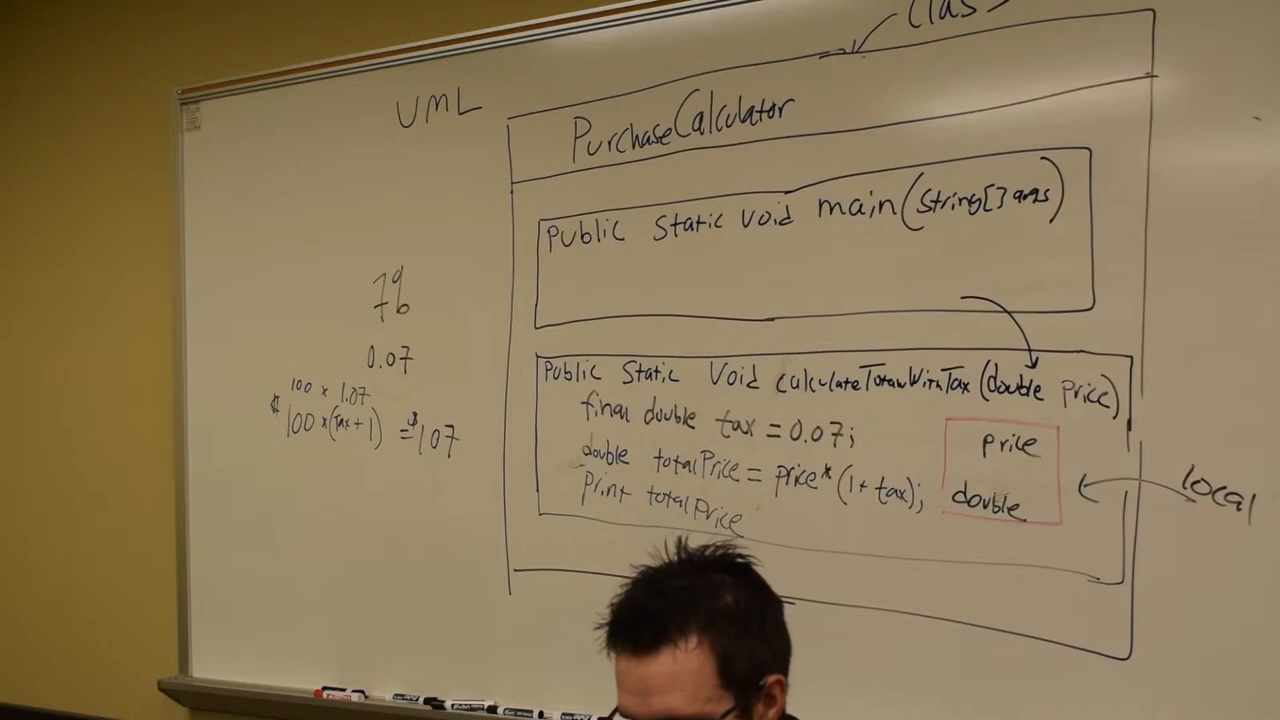 Class
UML
PurchaseCalculator
Public Static Void main(String[] args)
7%
0.07
100 x 1.07
$100 x (Tax + 1) = $107
Public Static Void calculateTotalWithTax(double Price)
final double tax = 0.07;
double totalPrice = price * (1 + tax);
Print totalPrice
price
double
local